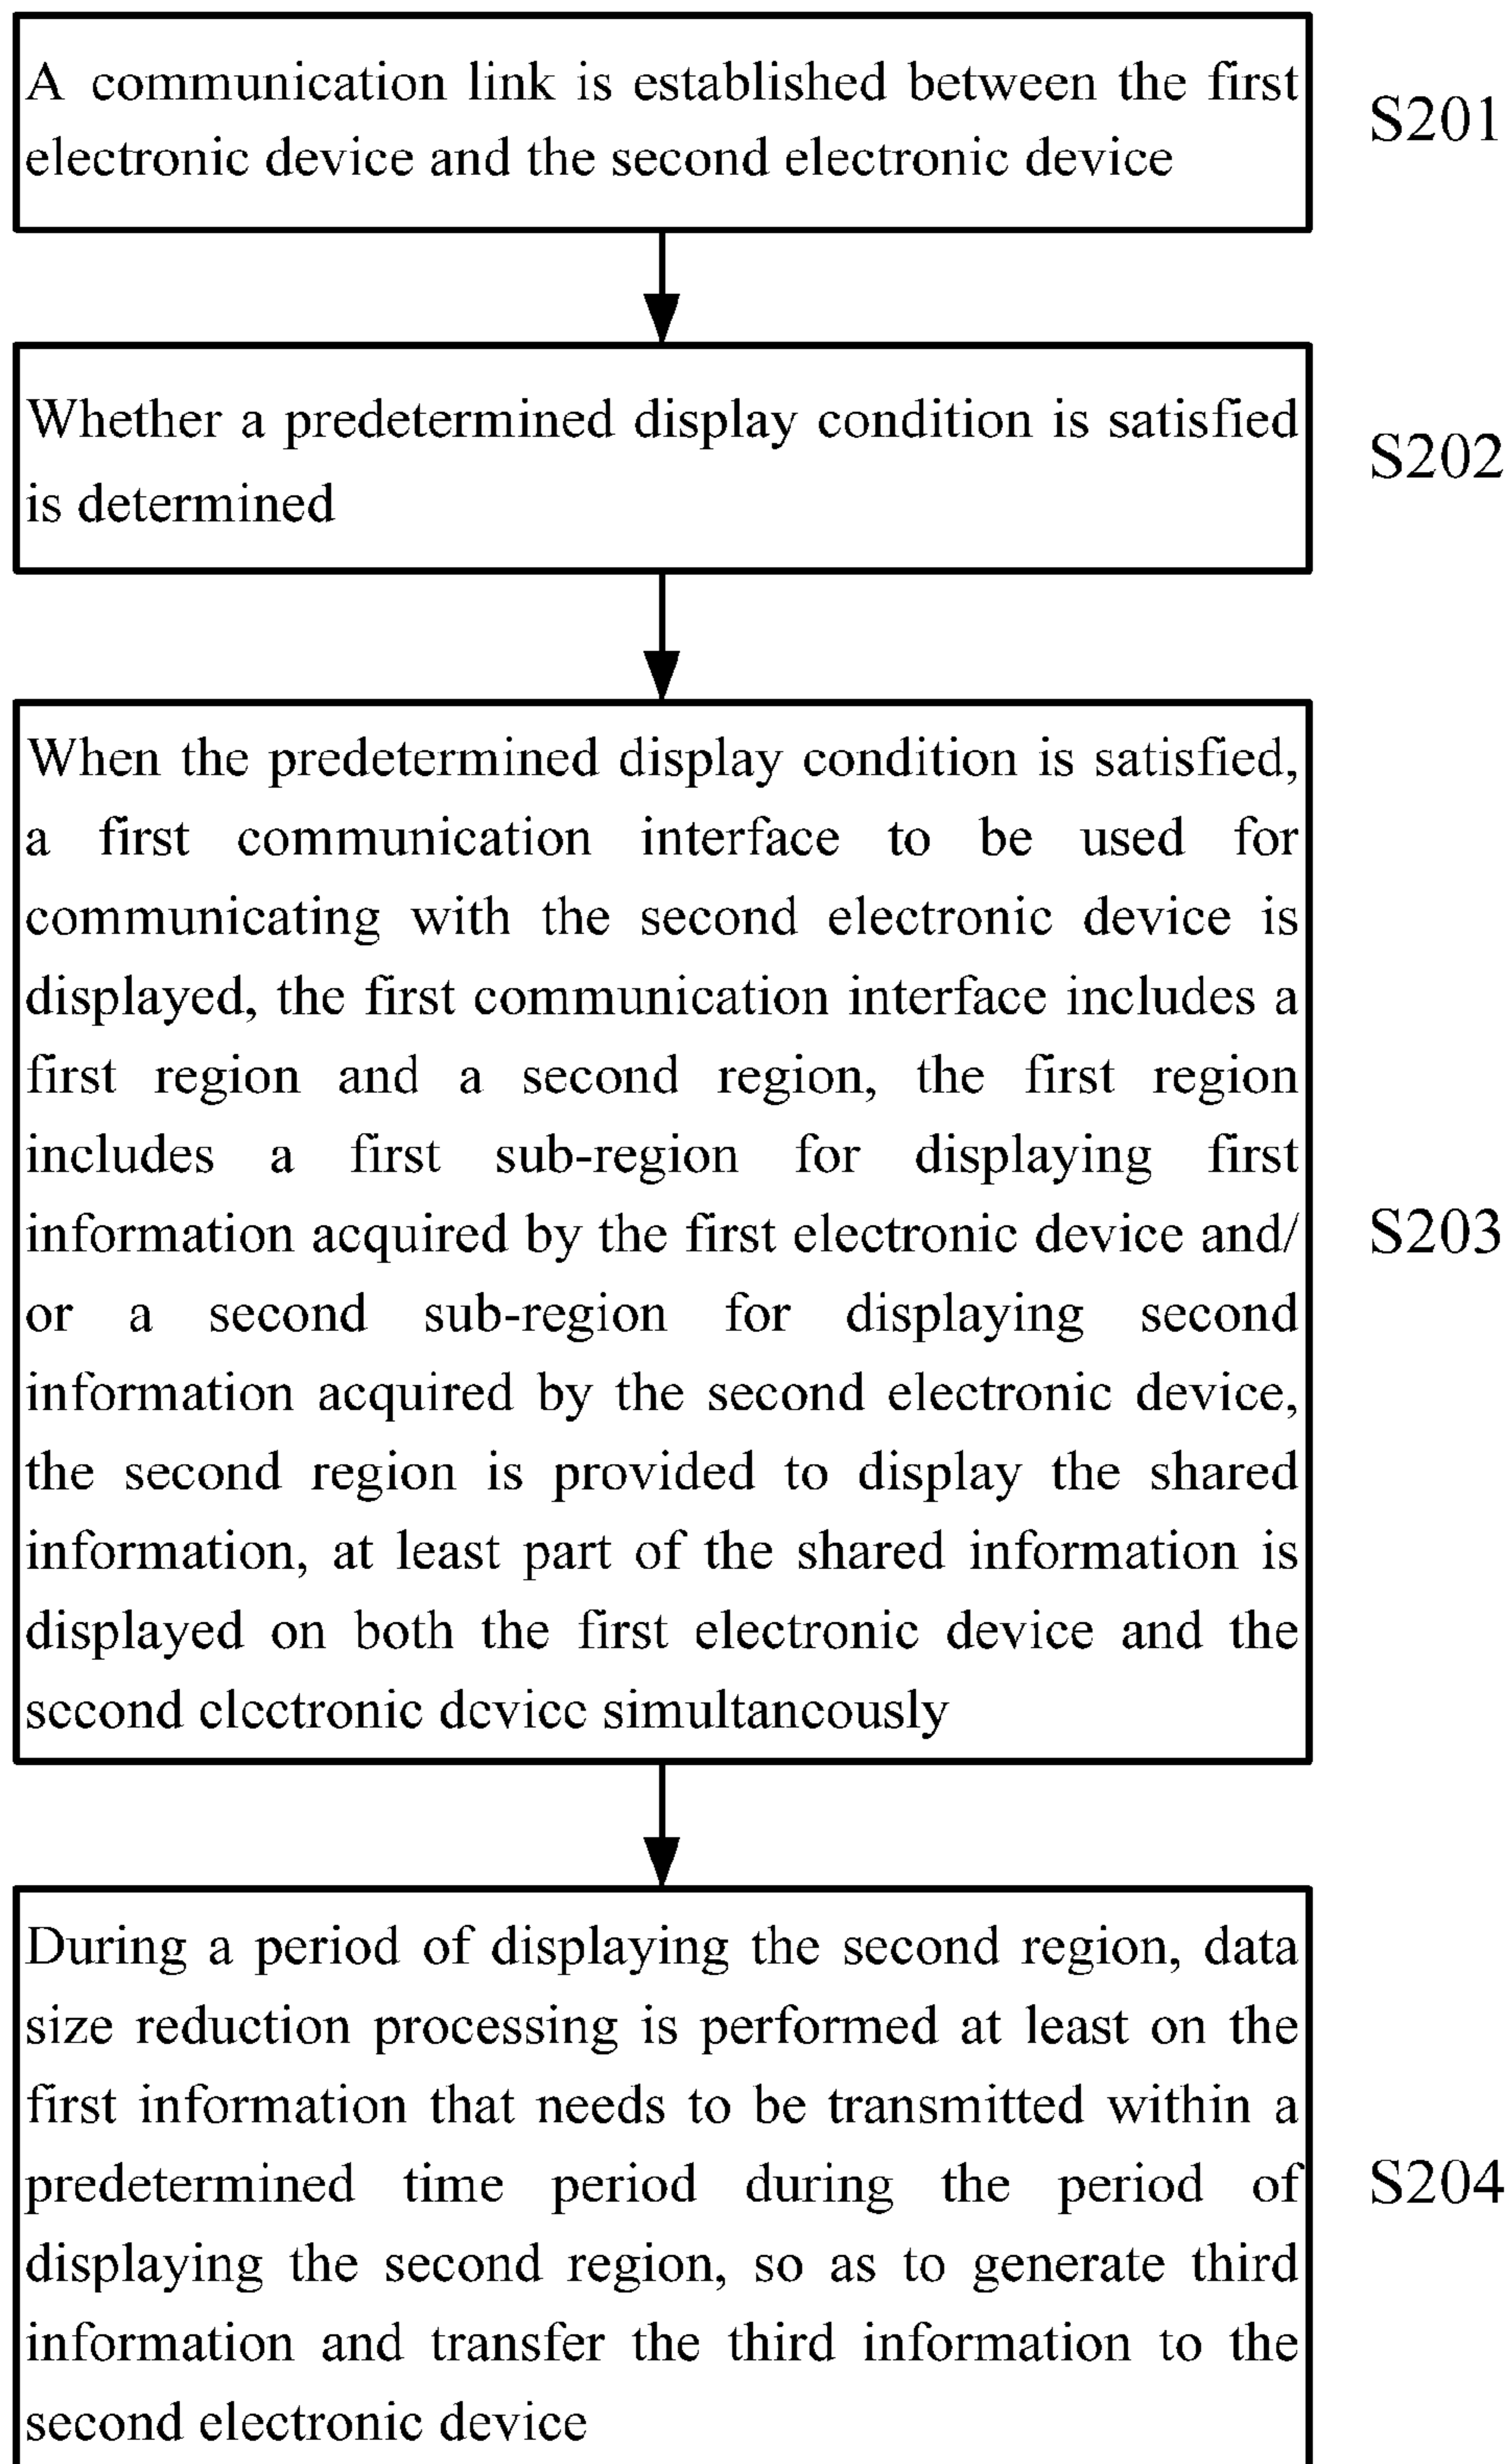 A communication link is established between the first
electronic device and the second electronic device
S201
Whether a predetermined display condition is satisfied
is determined
S202
When the predetermined display condition is satisfied,
a first communication interface to be used for
communicating with the second electronic device is
displayed, the first communication interface includes a
first region and a second region, the first region
includes a first sub-region for displaying first
information acquired by the first electronic device and/
or a second sub-region for displaying second
information acquired by the second electronic device,
the second region is provided to display the shared
information, at least part of the shared information is
displayed on both the first electronic device and the
second electronic device simultaneously
S203
During a period of displaying the second region, data
size reduction processing is performed at least on the
first information that needs to be transmitted within a
predetermined time period during the period of
displaying the second region, so as to generate third
information and transfer the third information to the
second electronic device
S204